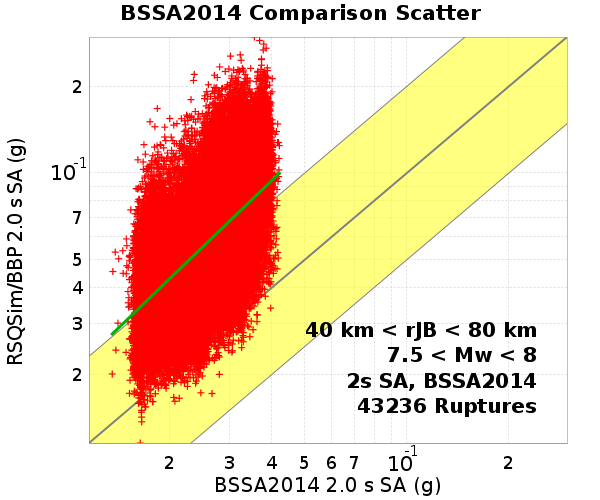 BSSA2014 Comparison Scatter
RSQSim/BBP 2.0 s SA (g)
2
10-1
7
5
4
3
2
40 km < rJB < 80 km
7.5 < Mw < 8
2s SA, BSSA2014
43236 Ruptures
2 3 4 5 6 7 10-1 2
BSSA2014 2.0 s SA (g)